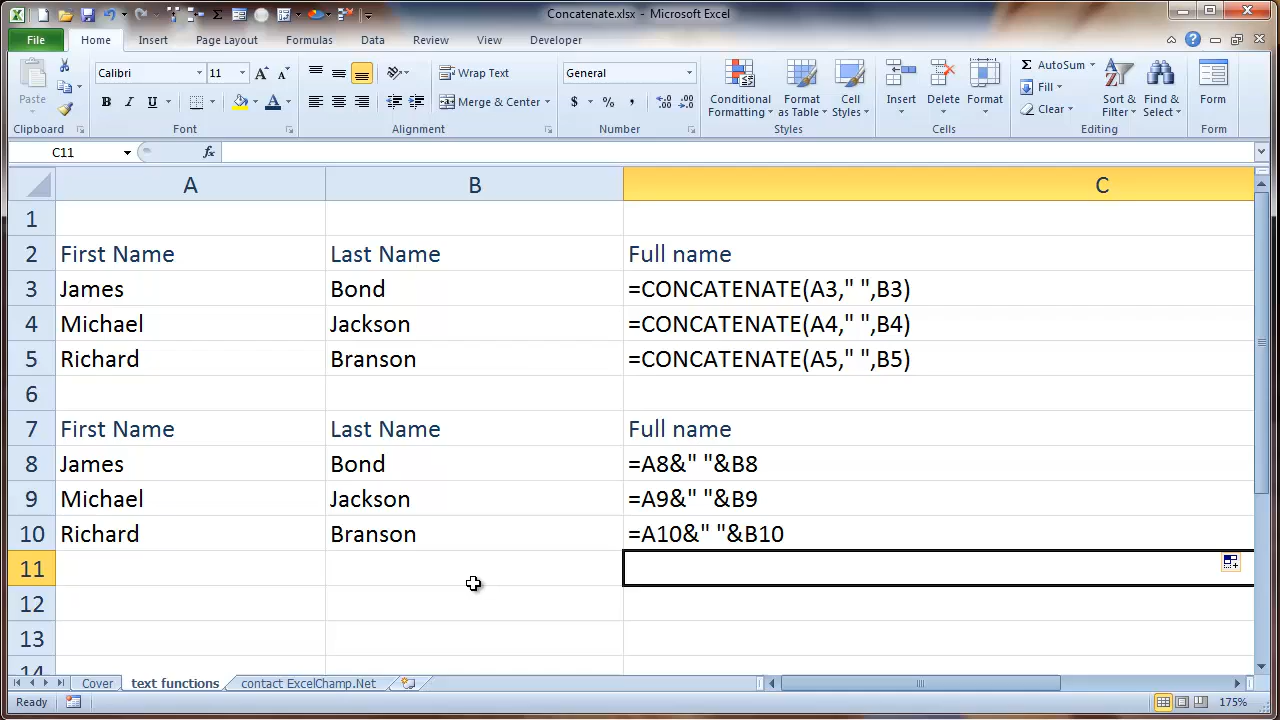 Concatenate.xlsx - Microsoft Excel
File Home Insert Page Layout Formulas Data Review View Developer
Paste
Calibri 11
B I U A
Wrap Text
Merge & Center
General
$ % ,
Conditional Formatting
Format as Table
Cell Styles
Insert
Delete
Format
Σ AutoSum
Fill
Clear
Sort & Filter
Find & Select
Form
Clipboard Font Alignment Number Styles Cells Editing Form
C11 fx
A B C
1
2 First Name Last Name Full name
3 James Bond =CONCATENATE(A3," ",B3)
4 Michael Jackson =CONCATENATE(A4," ",B4)
5 Richard Branson =CONCATENATE(A5," ",B5)
6
7 First Name Last Name Full name
8 James Bond =A8&" "&B8
9 Michael Jackson =A9&" "&B9
10 Richard Branson =A10&" "&B10
11
12
13
14
Cover text functions contact ExcelChamp.Net
Ready 175%